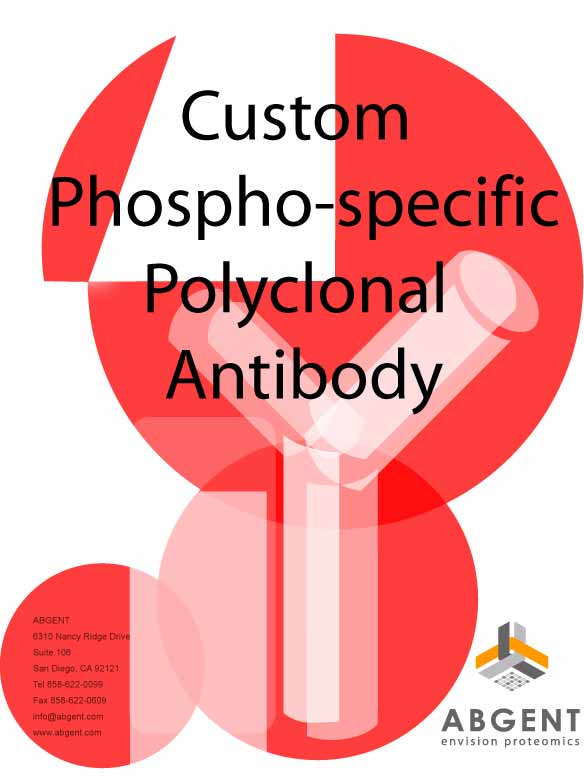 Custom
Phospho-specific
Polyclonal
Antibody
ABGENT
6310 Nancy Ridge Drive
Suite 106
San Diego, CA 92121
Tel 858-622-0099
Fax 858-622-0609
info@abgent.com
www.abgent.com
ABGENT
envision proteomics